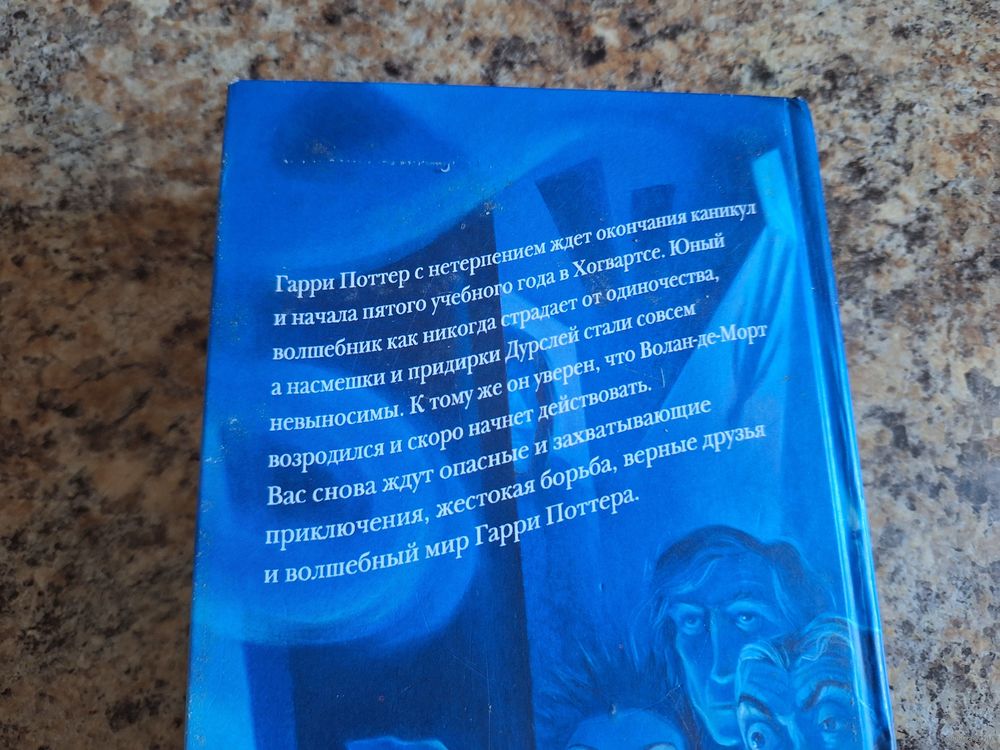 Гарри Поттер с нетерпением ждет окончания каникул
и начала пятого учебного года в Хогвартсе. Юный
волшебник как никогда страдает от одиночества,
а насмешки и придирки Дурслей стали совсем
невыносимы. К тому же он уверен, что Волан-де-Морт
возродился и скоро начнет действовать.
Вас снова ждут опасные и захватывающие
приключения, жестокая борьба, верные друзья
и волшебный мир Гарри Поттера.